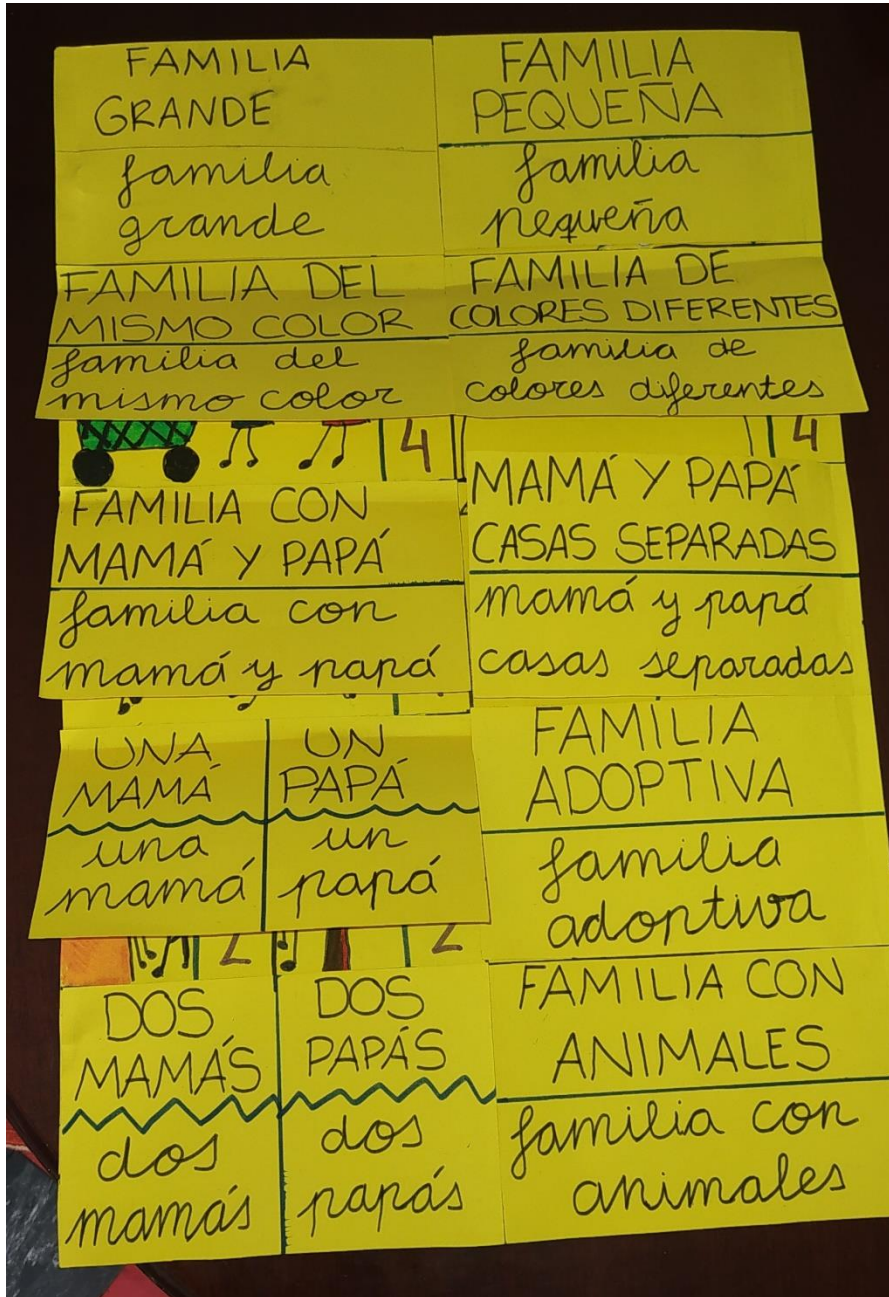 FAMILIA
GRANDE
familia
grande
FAMILIA
PEQUEÑA
familia
pequeña
FAMILIA DEL
MISMO COLOR
familia del
mismo color
FAMILIA DE
COLORES DIFERENTES
familia de
colores diferentes
4
4
FAMILIA CON
MAMÁ Y PAPÁ
familia con
mamá y papá
MAMÁ Y PAPÁ
CASAS SEPARADAS
mamá y papá
casas separadas
UNA
MAMÁ
una
mamá
UN
PAPÁ
un
papá
FAMILIA
ADOPTIVA
familia
adoptiva
2
2
DOS
MAMÁS
dos
mamás
DOS
PAPÁS
dos
papás
FAMILIA CON
ANIMALES
familia con
animales